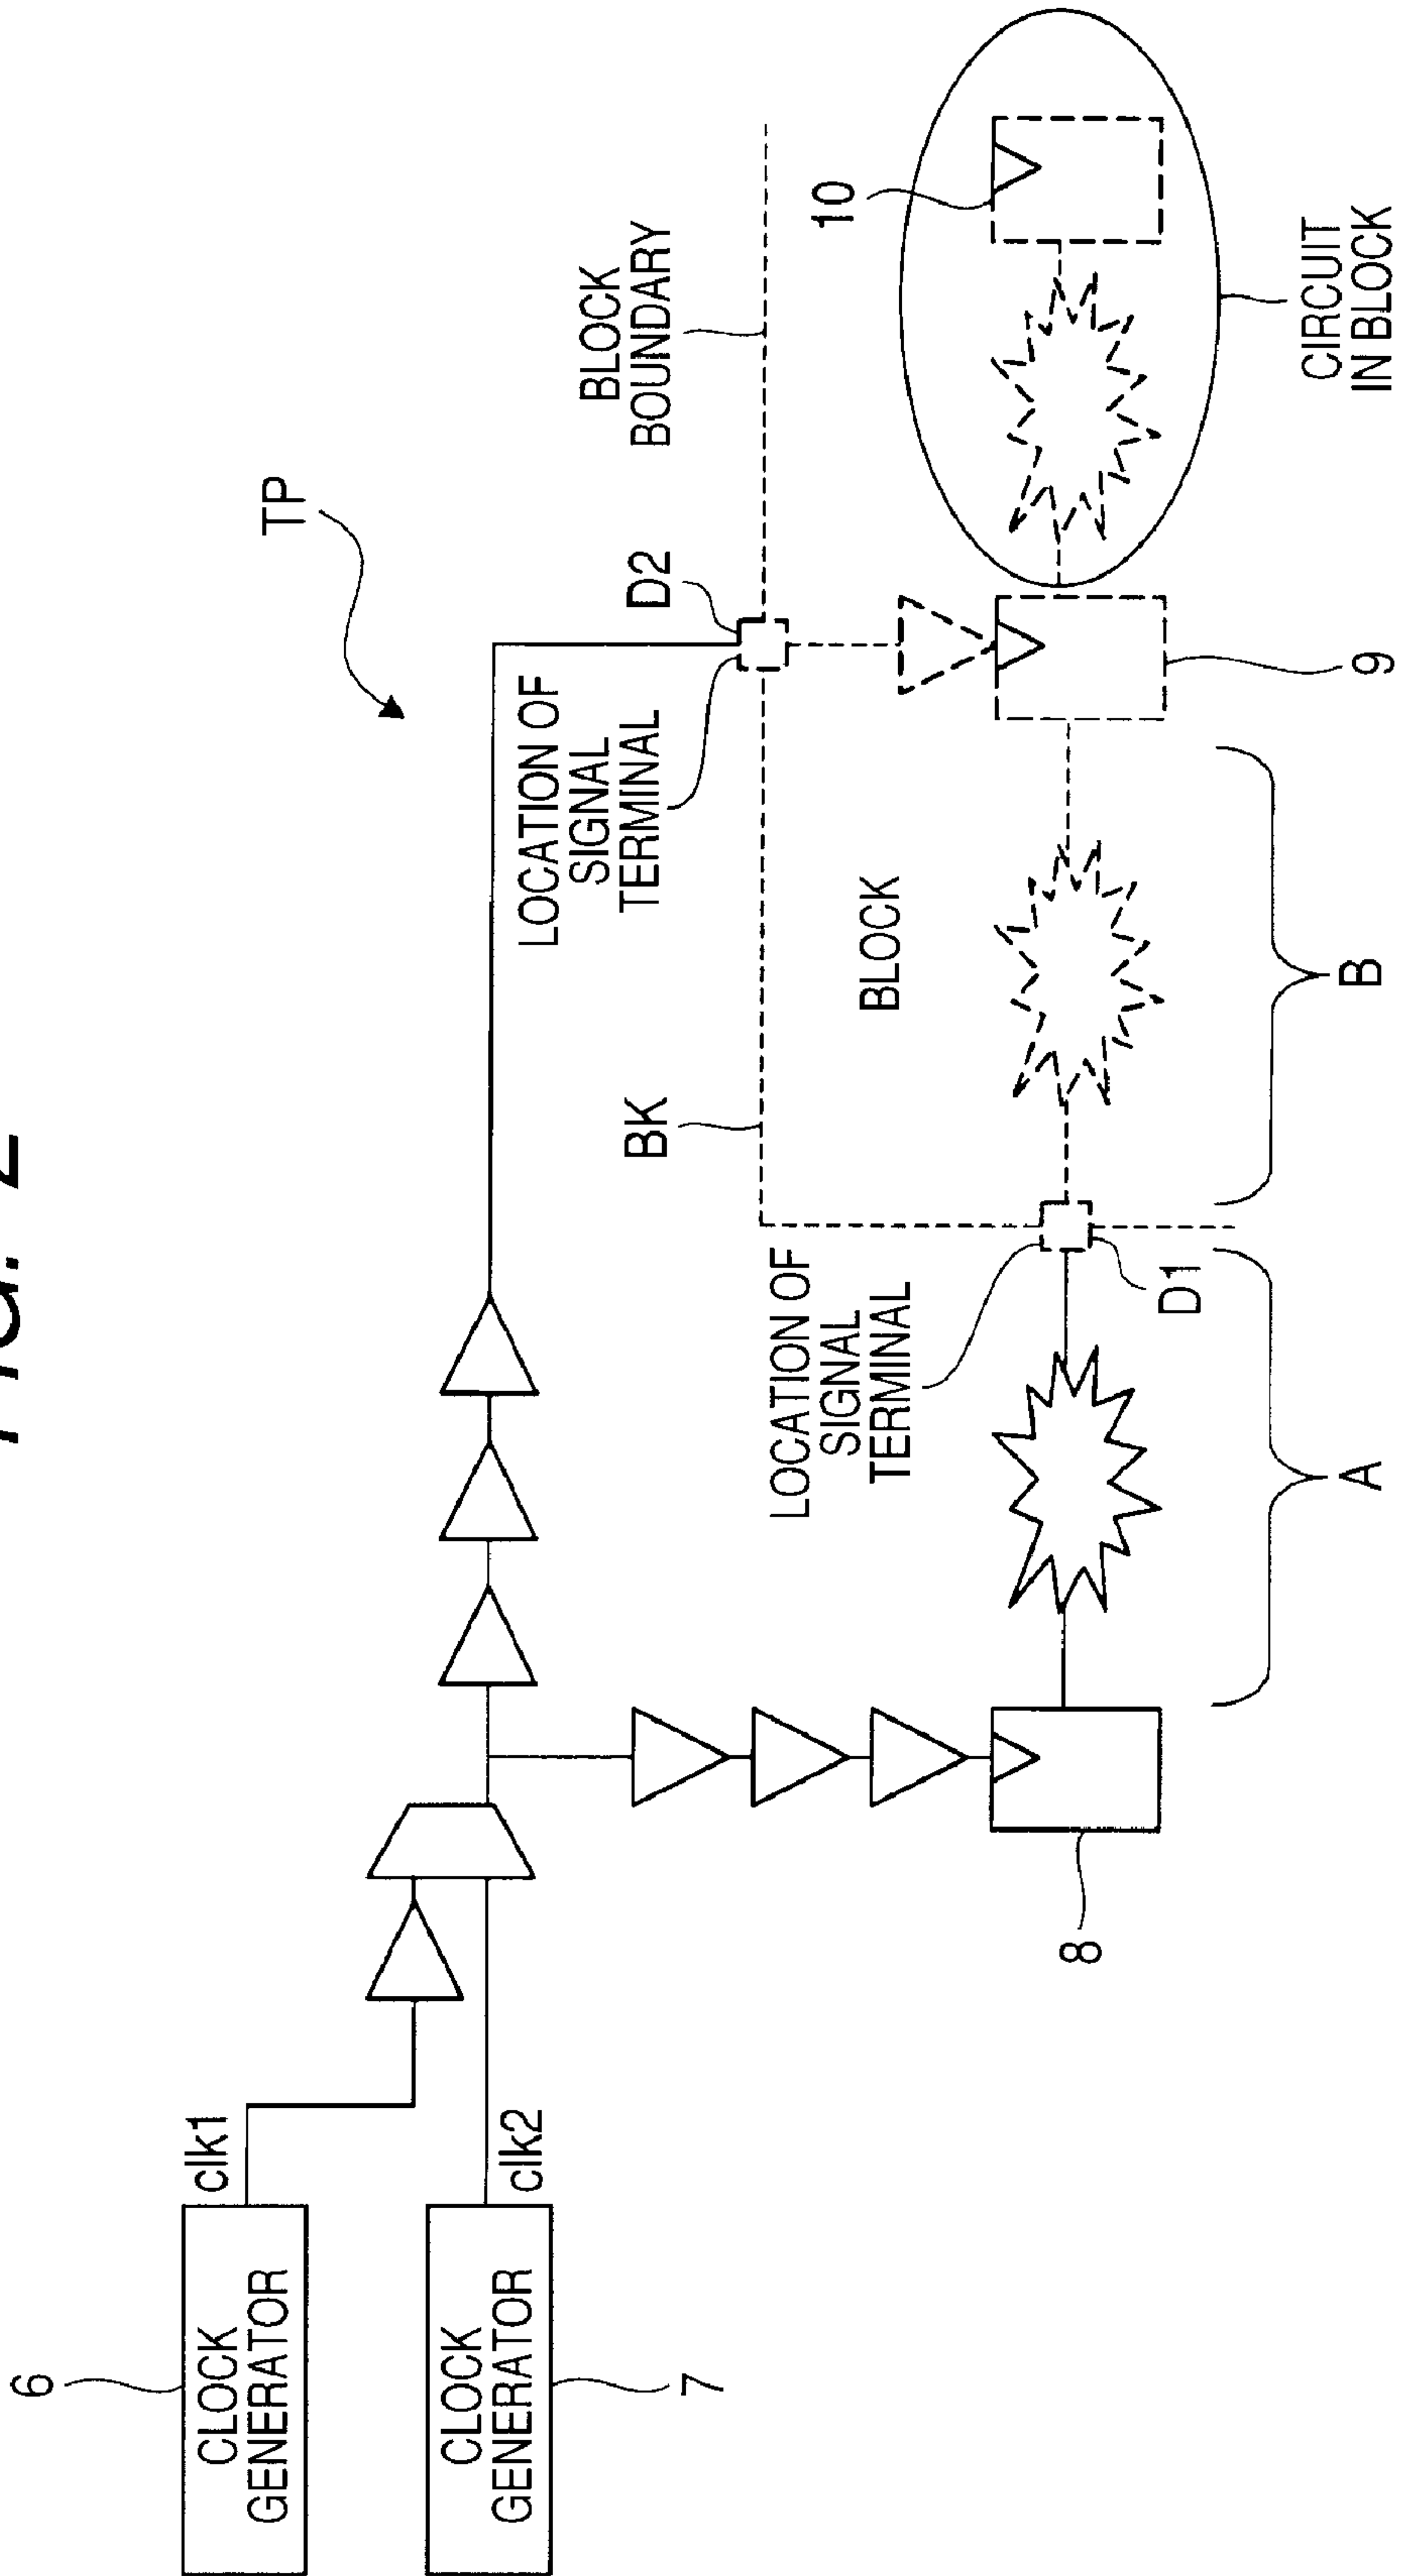 FIG. 2
TP
6
CLOCK
GENERATOR
clk1
7
CLOCK
GENERATOR
clk2
LOCATION OF
SIGNAL
TERMINAL
D2
BLOCK
BOUNDARY
BK
BLOCK
10
LOCATION OF
SIGNAL
TERMINAL
D1
8
9
A
B
CIRCUIT
IN BLOCK